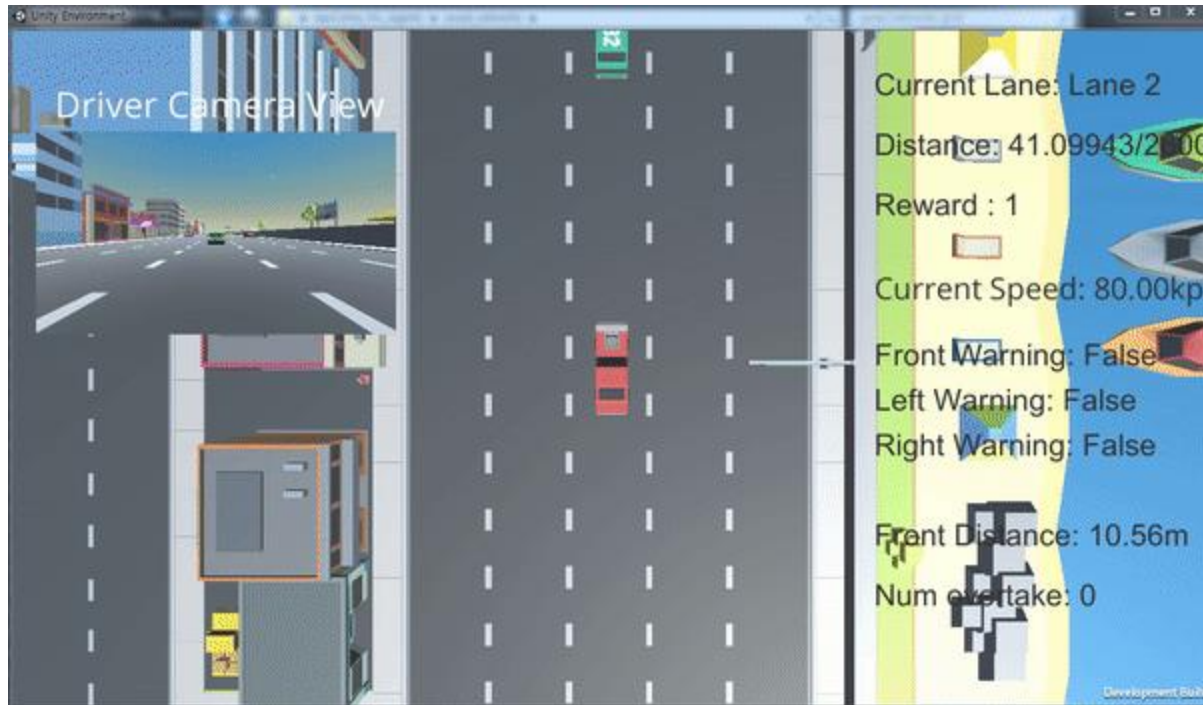 Unity Environment
Driver Camera View
Current Lane: Lane 2
Distance: 41.09943/2
Reward : 1
Current Speed: 80.00kp
Front Warning: False
Left Warning: False
Right Warning: False
Front Distance: 10.56m
Num overtake: 0
Development Buil